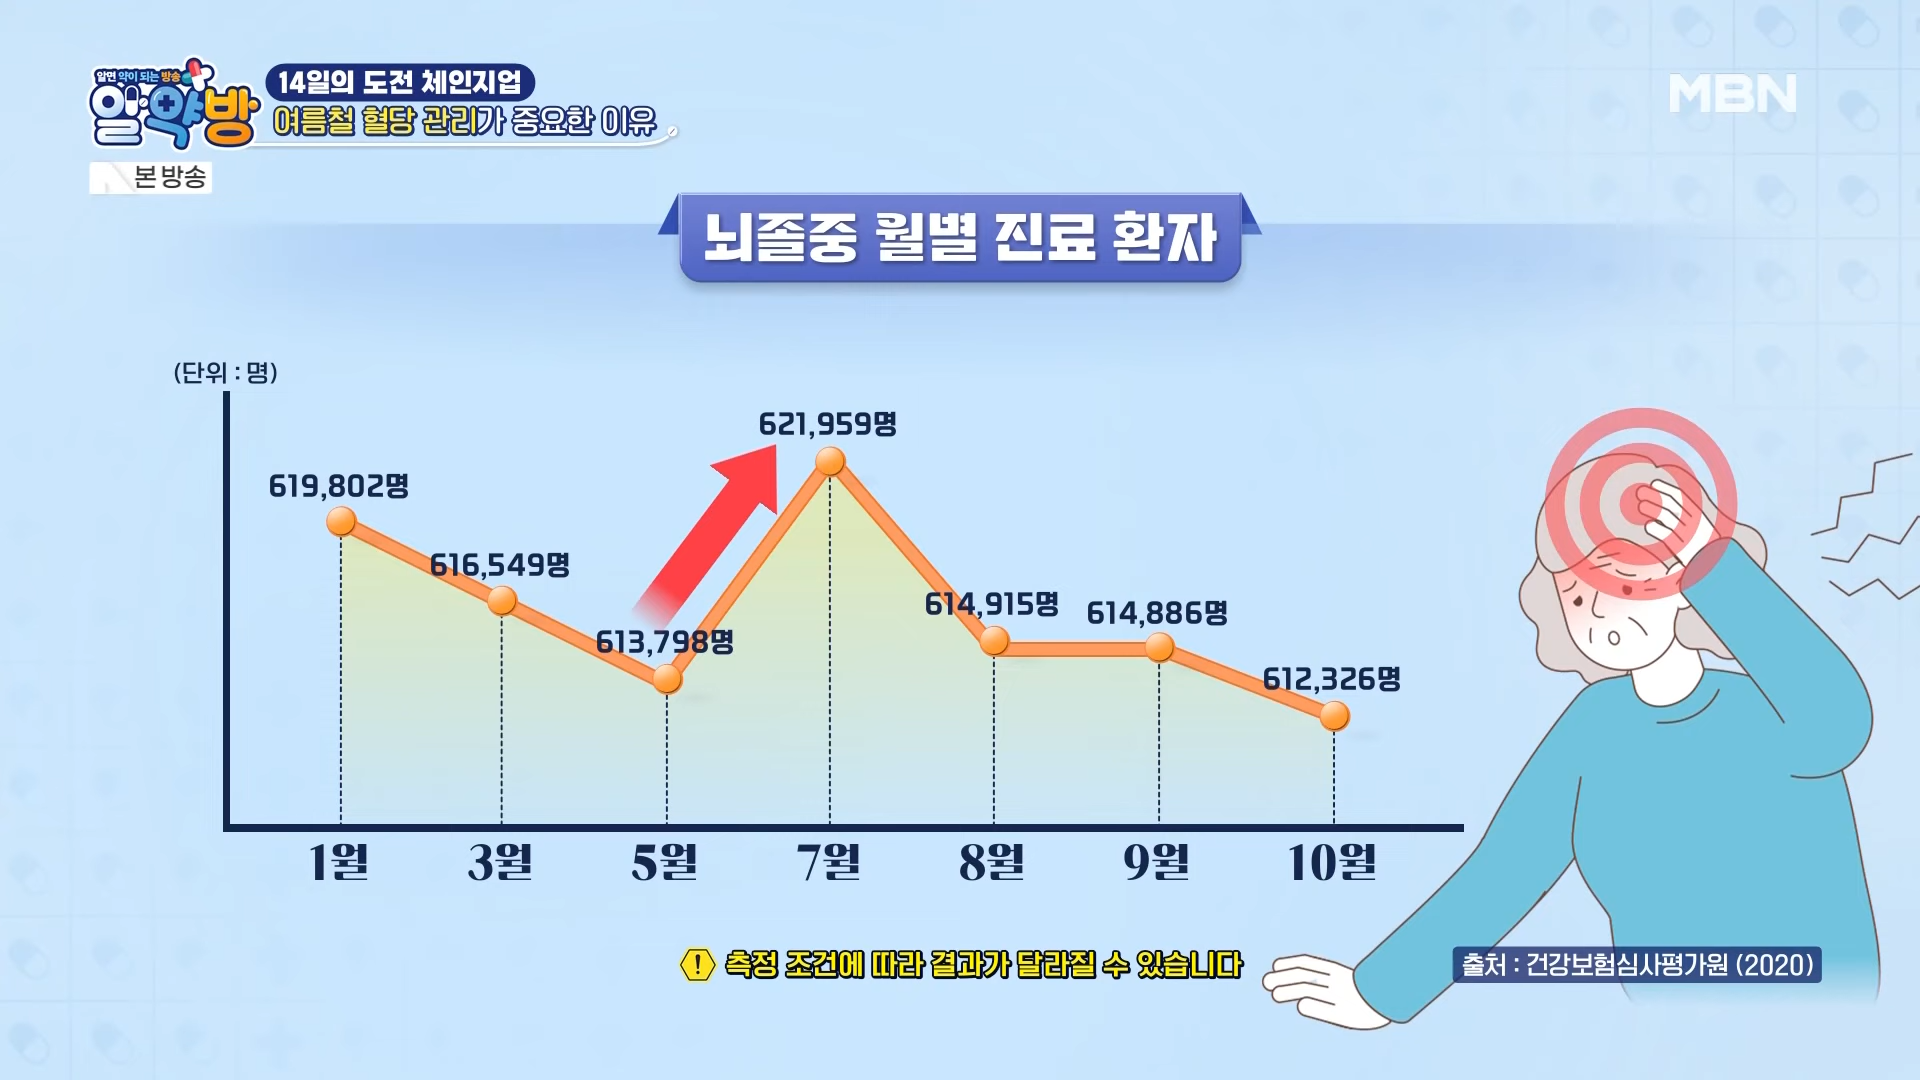 알면 약이 되는 방송
알약방
14일의 도전 체인지업
여름철 혈당 관리가 중요한 이유
MBN
본 방송
뇌졸중 월별 진료 환자
(단위 : 명)
621,959명
619,802명
616,549명
614,915명
614,886명
613,798명
612,326명
1월 3월 5월 7월 8월 9월 10월
! 측정 조건에 따라 결과가 달라질 수 있습니다
출처 : 건강보험심사평가원 (2020)